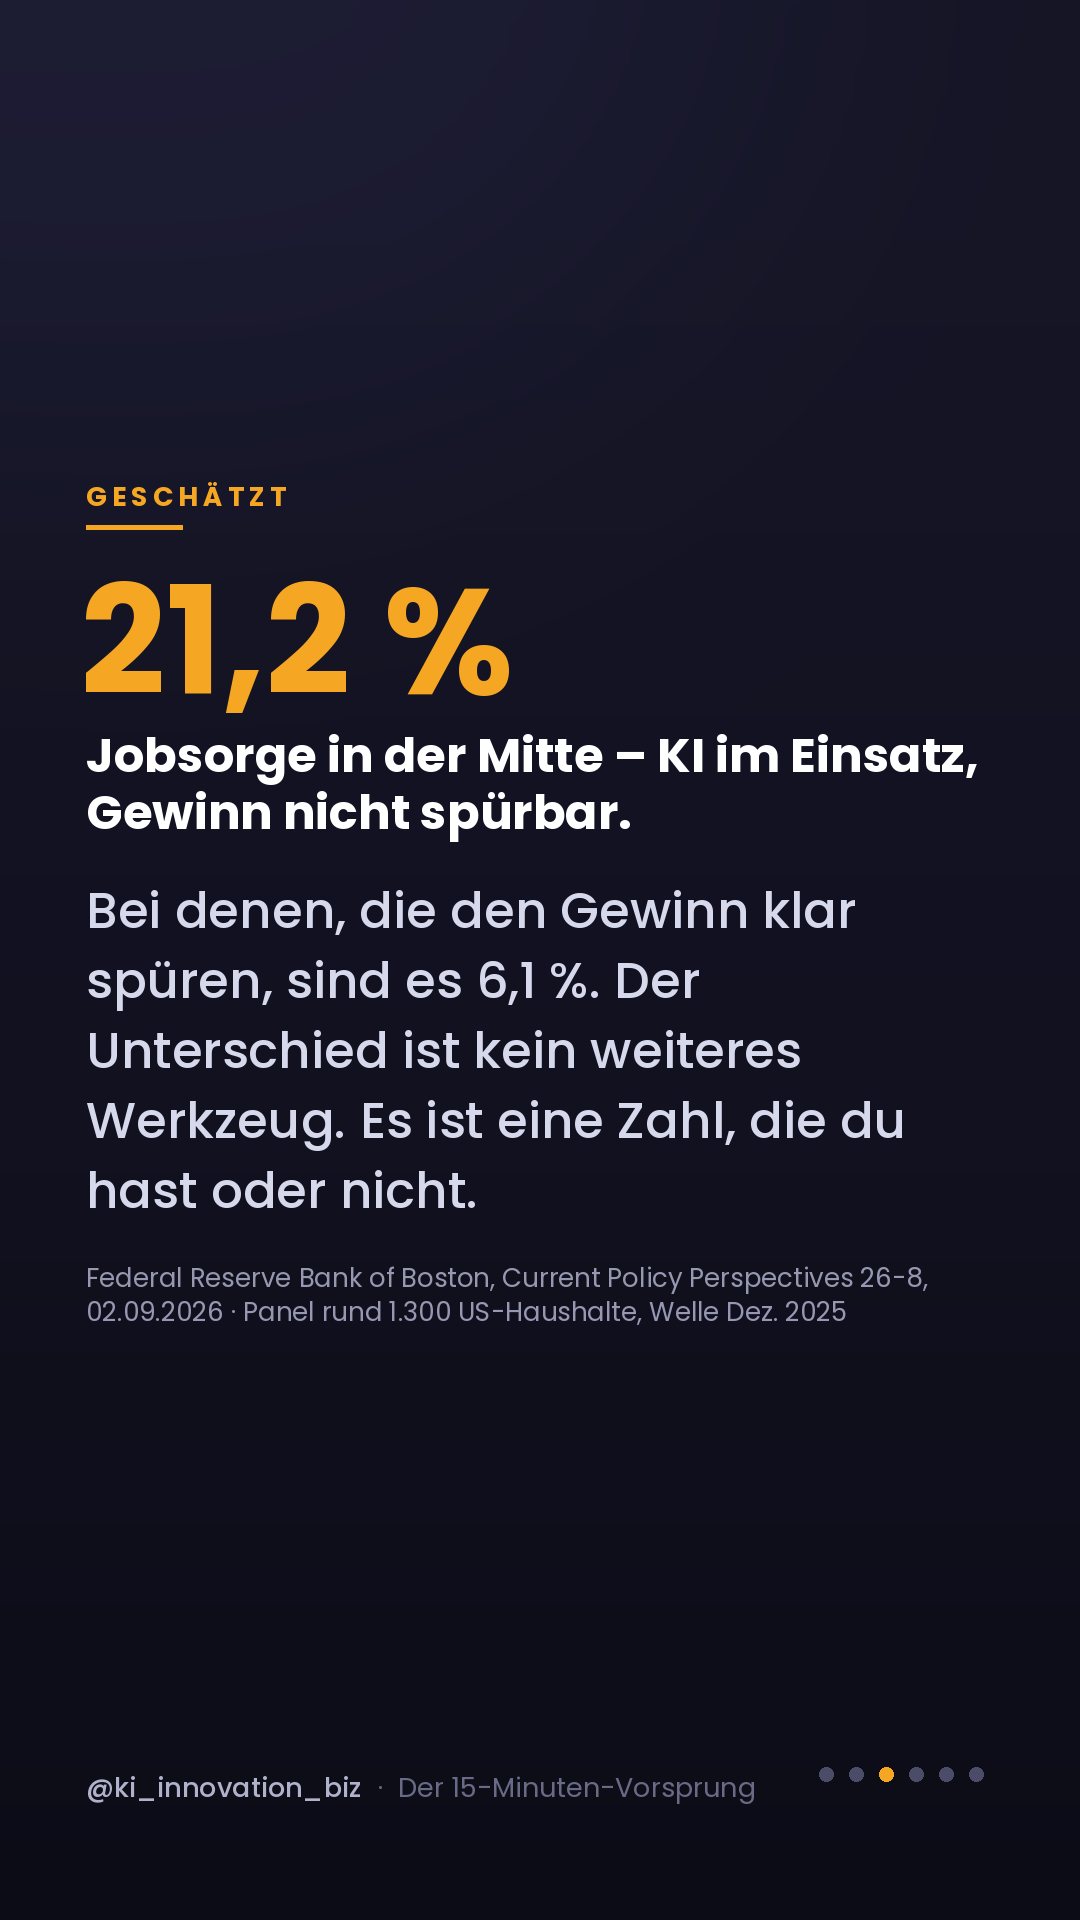 GESCHÄTZT
21,2 %
Jobsorge in der Mitte – KI im Einsatz,
Gewinn nicht spürbar.
Bei denen, die den Gewinn klar
spüren, sind es 6,1 %. Der
Unterschied ist kein weiteres
Werkzeug. Es ist eine Zahl, die du
hast oder nicht.
Federal Reserve Bank of Boston, Current Policy Perspectives 26-8,
02.09.2026 · Panel rund 1.300 US-Haushalte, Welle Dez. 2025
@ki_innovation_biz · Der 15-Minuten-Vorsprung